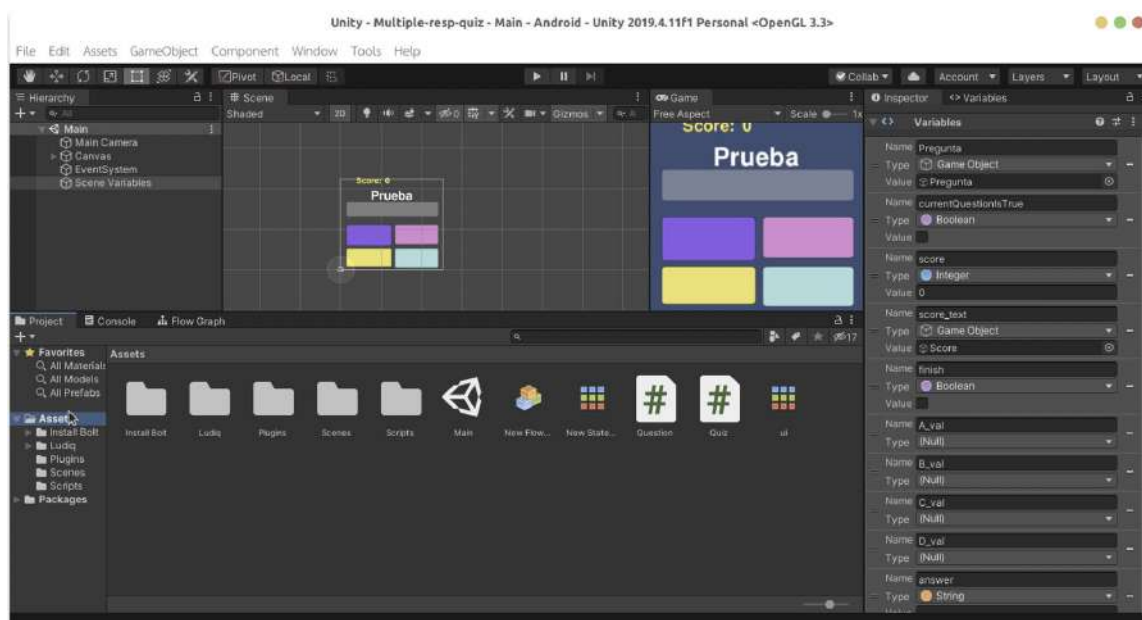 Unity - Multiple-resp-quiz - Main - Android - Unity 2019.4.11f1 Personal <OpenGL 3.3>
File Edit Assets GameObject Component Window Tools Help
Pivot Local
Collab Account Layers Layout
Hierarchy
All
Main
Main Camera
Canvas
EventSystem
Scene Variables
Scene
Shaded 2D 0 Gizmos
Score: 0
Prueba
Game
Free Aspect Scale 1x
Score: 0
Prueba
Project Console Flow Graph
17
Favorites
All Materials
All Models
All Prefabs
Assets
Install Bolt
Ludiq
Plugins
Scenes
Scripts
Packages
Assets
Install Bolt Ludiq Plugins Scenes Scripts Main New Flow... New State... Question Quiz ui
Inspector <> Variables
Variables
Name Pregunta
Type Game Object
Value Pregunta
Name currentQuestionIsTrue
Type Boolean
Value
Name score
Type Integer
Value 0
Name score_text
Type Game Object
Value Score
Name finish
Type Boolean
Value
Name A_val
Type (Null)
Name B_val
Type (Null)
Name C_val
Type (Null)
Name D_val
Type (Null)
Name answer
Type String